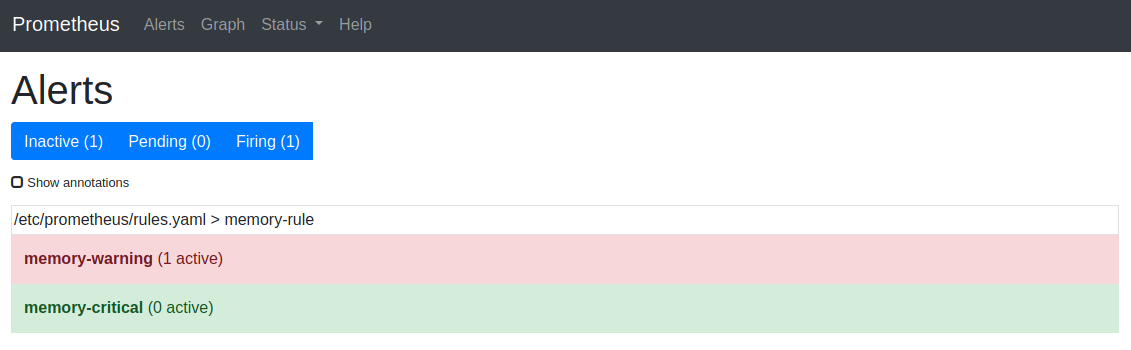 Prometheus Alerts Graph Status Help
Alerts
Inactive (1) Pending (0) Firing (1)
Show annotations
/etc/prometheus/rules.yaml > memory-rule
memory-warning (1 active)
memory-critical (0 active)